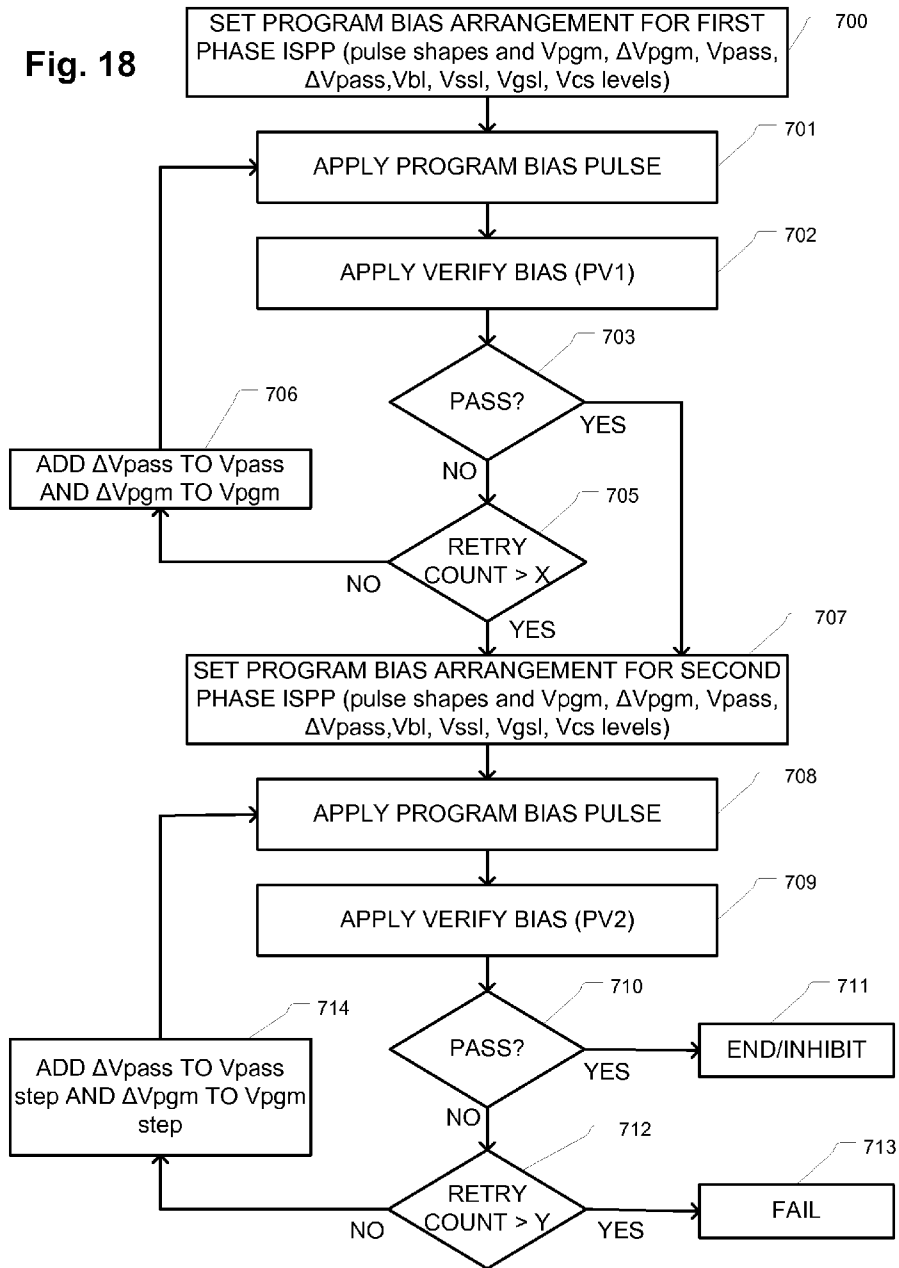 Fig. 18
SET PROGRAM BIAS ARRANGEMENT FOR FIRST
PHASE ISPP (pulse shapes and Vpgm, ΔVpgm, Vpass,
ΔVpass,Vbl, Vssl, Vgsl, Vcs levels)
700
APPLY PROGRAM BIAS PULSE
701
APPLY VERIFY BIAS (PV1)
702
PASS?
703
YES
NO
ADD ΔVpass TO Vpass
AND ΔVpgm TO Vpgm
706
RETRY
COUNT > X
705
NO
YES
SET PROGRAM BIAS ARRANGEMENT FOR SECOND
PHASE ISPP (pulse shapes and Vpgm, ΔVpgm, Vpass,
ΔVpass,Vbl, Vssl, Vgsl, Vcs levels)
707
APPLY PROGRAM BIAS PULSE
708
APPLY VERIFY BIAS (PV2)
709
PASS?
710
YES
END/INHIBIT
711
NO
ADD ΔVpass TO Vpass
step AND ΔVpgm TO Vpgm
step
714
RETRY
COUNT > Y
712
NO
YES
FAIL
713